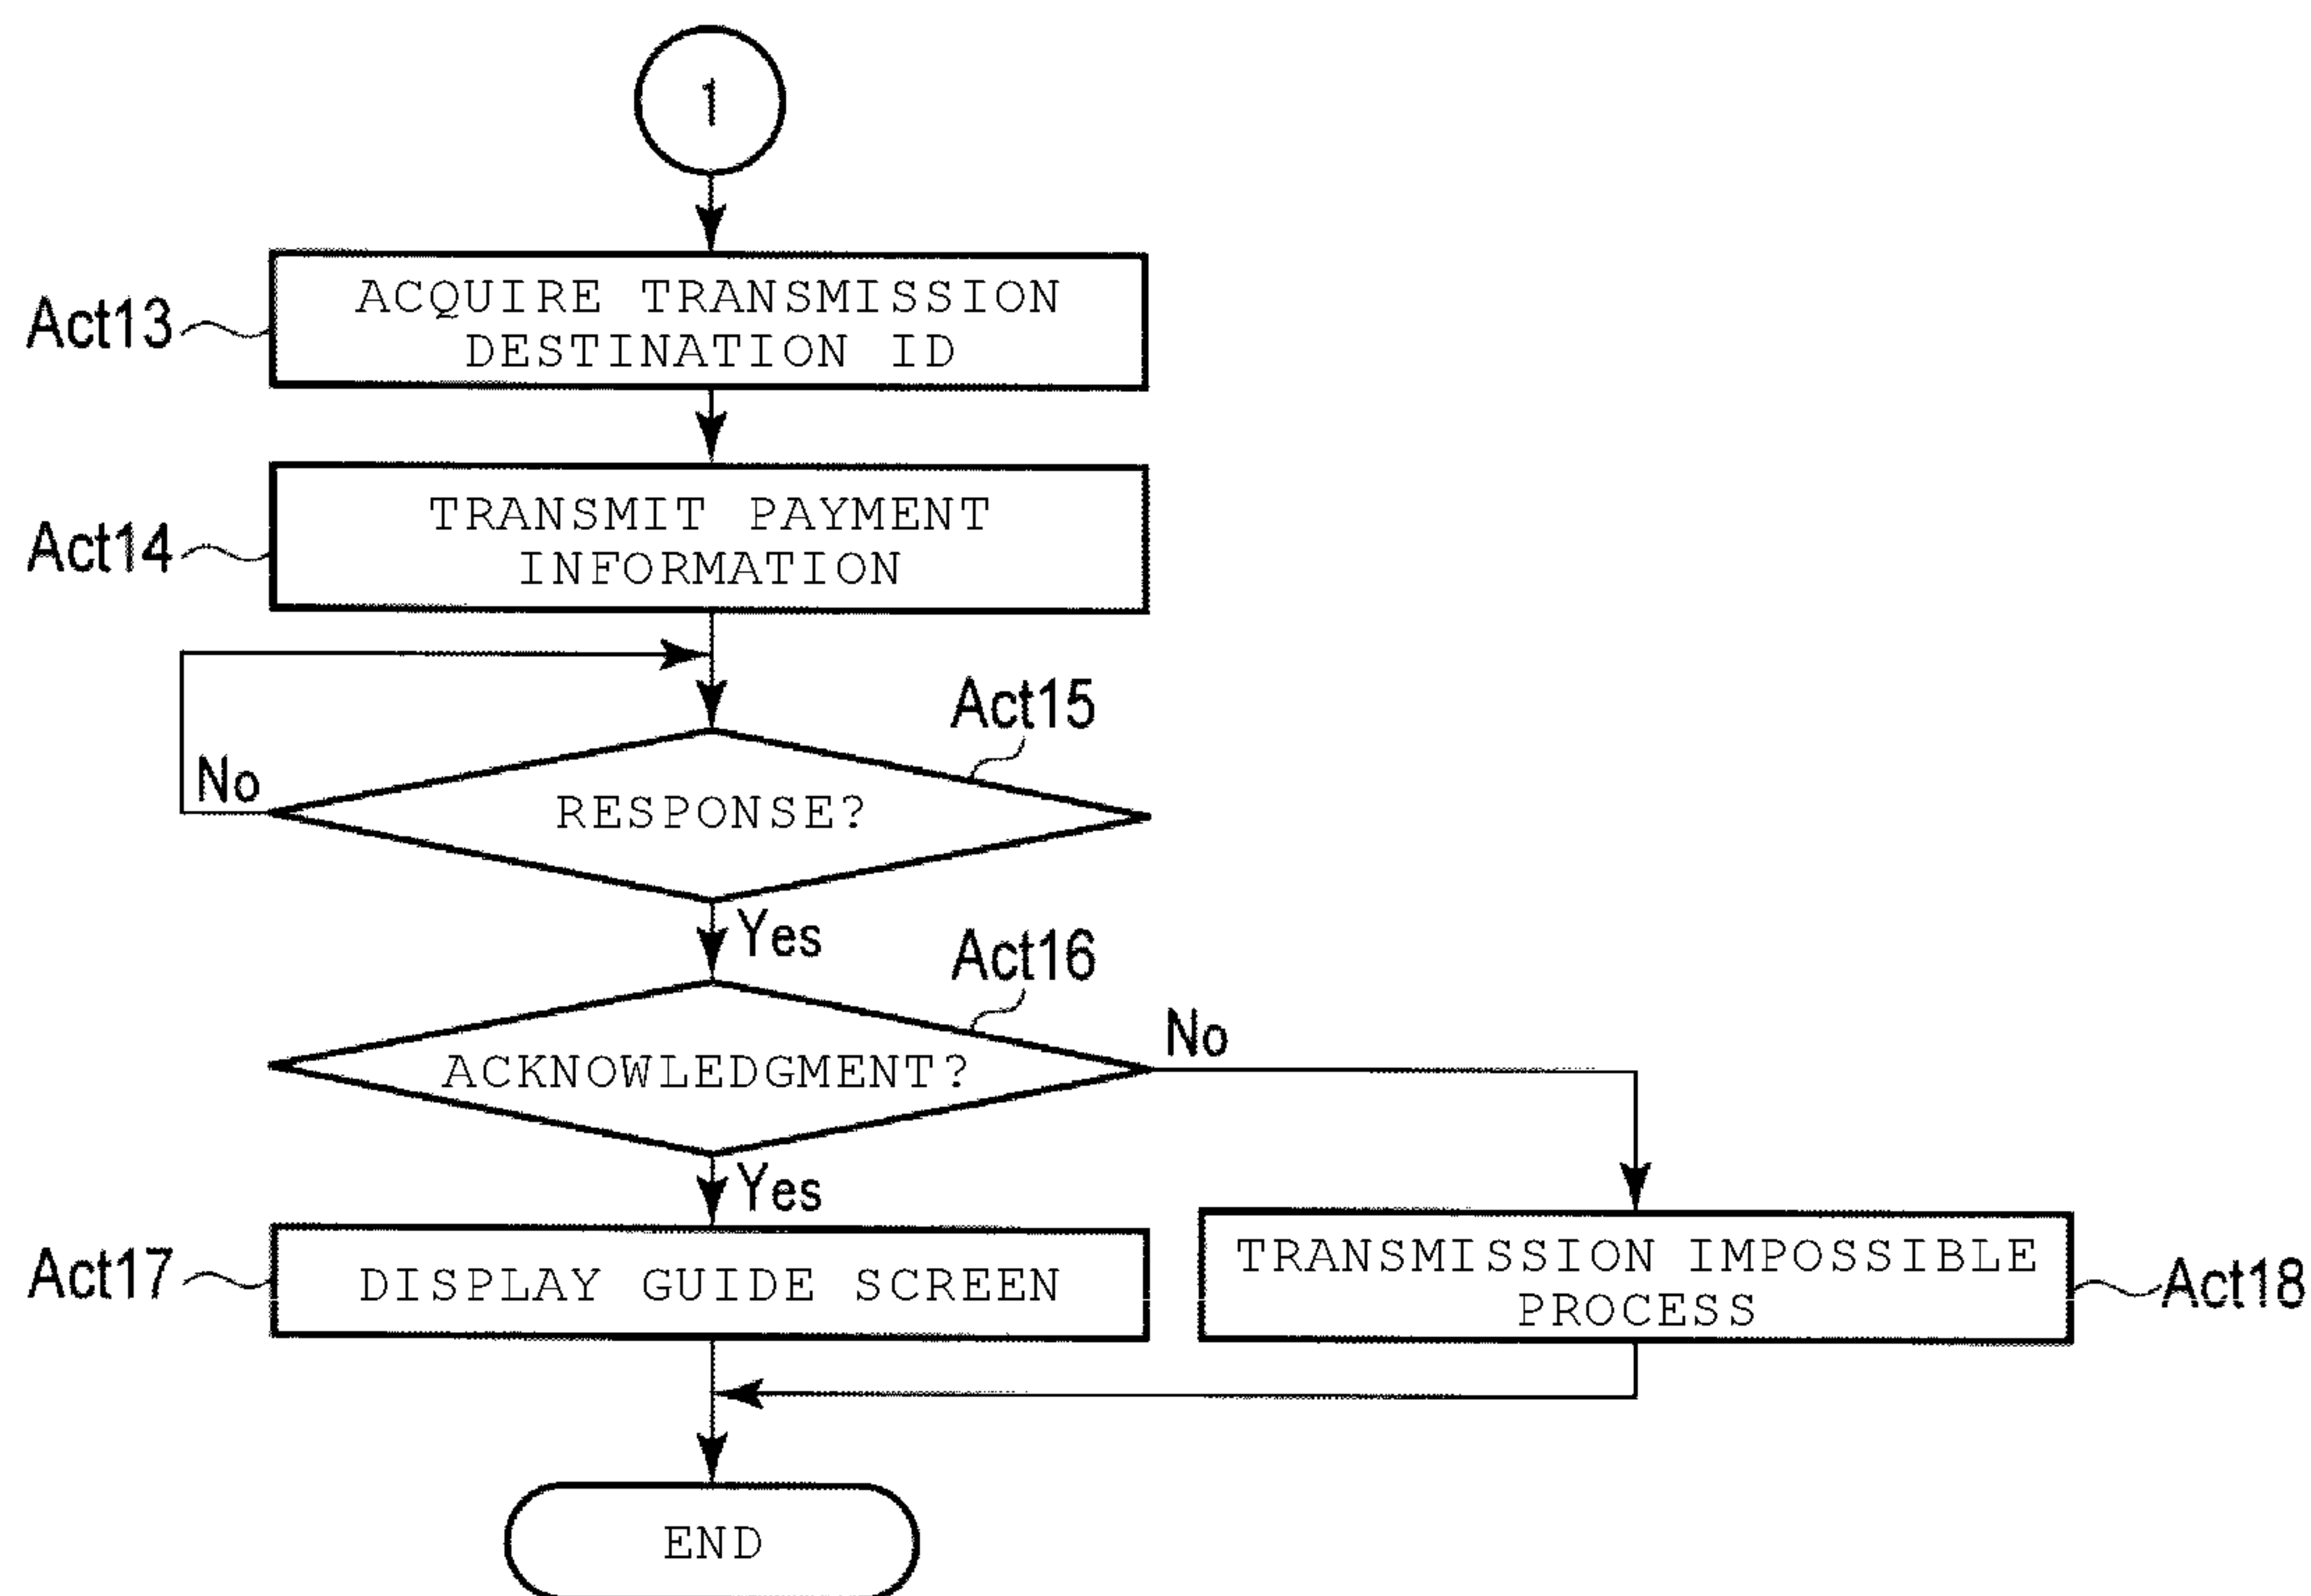 1
Act13
ACQUIRE TRANSMISSION
DESTINATION ID
Act14
TRANSMIT PAYMENT
INFORMATION
Act15
No
RESPONSE?
Yes
Act16
No
ACKNOWLEDGMENT?
Yes
Act17
DISPLAY GUIDE SCREEN
TRANSMISSION IMPOSSIBLE
PROCESS
Act18
END